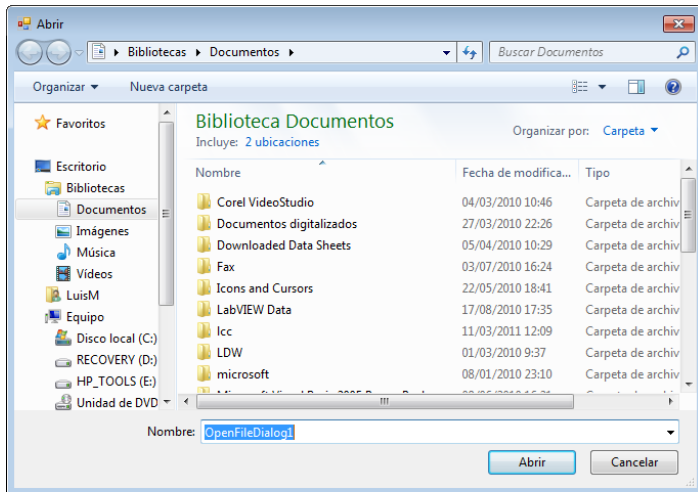 Abrir
Bibliotecas Documentos
Buscar Documentos
Organizar Nueva carpeta
Favoritos
Escritorio
Bibliotecas
Documentos
Imágenes
Música
Vídeos
LuisM
Equipo
Disco local (C:)
RECOVERY (D:)
HP_TOOLS (E:)
Unidad de DVD
Biblioteca Documentos
Incluye: 2 ubicaciones
Organizar por: Carpeta
Nombre Fecha de modifica... Tipo
Corel VideoStudio 04/03/2010 10:46 Carpeta de archiv
Documentos digitalizados 27/03/2010 22:26 Carpeta de archiv
Downloaded Data Sheets 05/04/2010 10:29 Carpeta de archiv
Fax 03/07/2010 16:24 Carpeta de archiv
Icons and Cursors 22/05/2010 18:41 Carpeta de archiv
LabVIEW Data 17/08/2010 17:35 Carpeta de archiv
lcc 11/03/2011 12:09 Carpeta de archiv
LDW 01/03/2010 9:37 Carpeta de archiv
microsoft 08/01/2010 23:10 Carpeta de archiv
Nombre: OpenFileDialog1
Abrir Cancelar